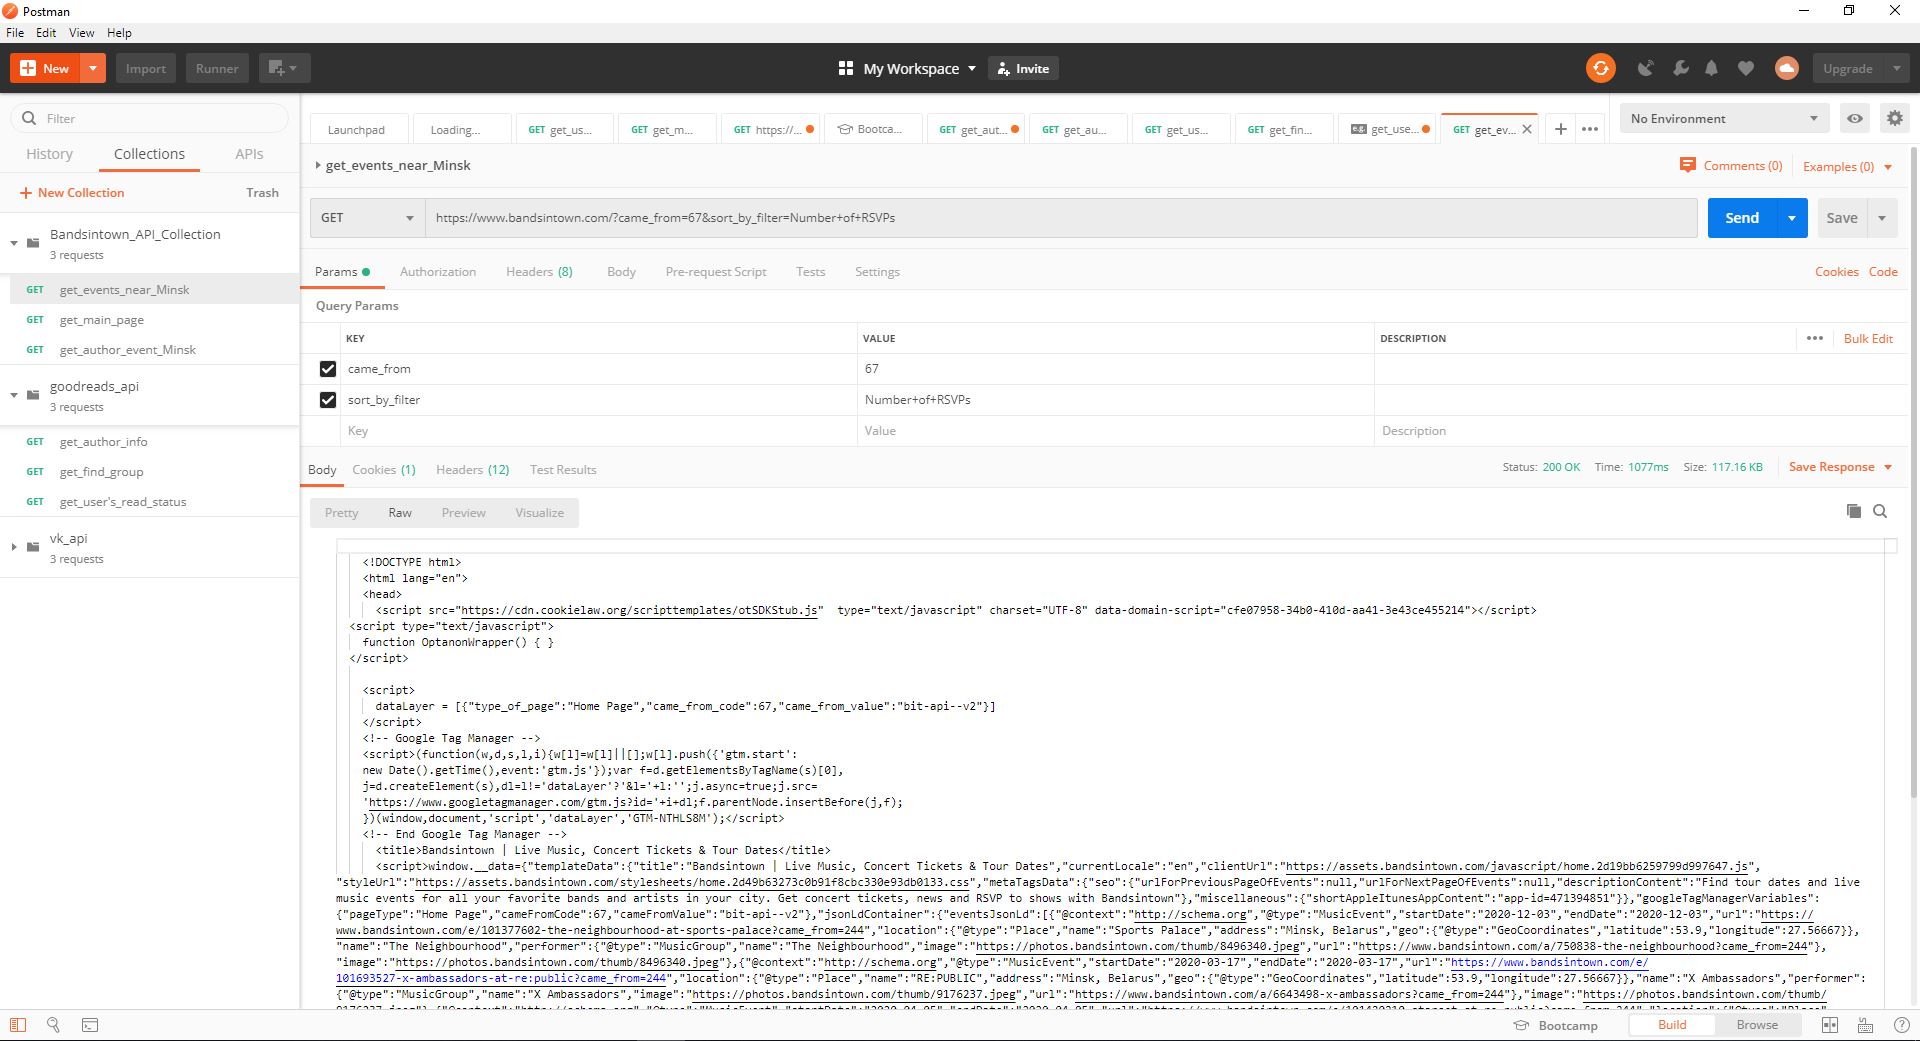 Postman
File Edit View Help
New Import Runner My Workspace Invite Upgrade
Filter
History Collections APIs
New Collection Trash
Bandsintown_API_Collection
3 requests
GET get_events_near_Minsk
GET get_main_page
GET get_author_event_Minsk
goodreads_api
3 requests
GET get_author_info
GET get_find_group
GET get_user's_read_status
vk_api
3 requests
Launchpad Loading... GET get_us... GET get_m... GET https://... Bootca... GET get_aut... GET get_au... GET get_us... GET get_fin... e.g. get_use... GET get_ev... No Environment
get_events_near_Minsk Comments (0) Examples (0)
GET https://www.bandsintown.com/?came_from=67&sort_by_filter=Number+of+RSVPs Send Save
Params Authorization Headers (8) Body Pre-request Script Tests Settings Cookies Code
Query Params
KEY VALUE DESCRIPTION Bulk Edit
came_from 67
sort_by_filter Number+of+RSVPs
Key Value Description
Body Cookies (1) Headers (12) Test Results Status: 200 OK Time: 1077ms Size: 117.16 KB Save Response
Pretty Raw Preview Visualize
<!DOCTYPE html>
<html lang="en">
<head>
<script src="https://cdn.cookielaw.org/scripttemplates/otSDKStub.js"  type="text/javascript" charset="UTF-8" data-domain-script="cfe07958-34b0-410d-aa41-3e43ce455214"></script>
<script type="text/javascript">
function OptanonWrapper() { }
</script>
<script>
dataLayer = [{"type_of_page":"Home Page","came_from_code":67,"came_from_value":"bit-api--v2"}]
</script>
<!-- Google Tag Manager -->
<script>(function(w,d,s,l,i){w[l]=w[l]||[];w[l].push({'gtm.start':
new Date().getTime(),event:'gtm.js'});var f=d.getElementsByTagName(s)[0],
j=d.createElement(s),dl=l!='dataLayer'?'&l='+l:'';j.async=true;j.src=
'https://www.googletagmanager.com/gtm.js?id='+i+dl;f.parentNode.insertBefore(j,f);
})(window,document,'script','dataLayer','GTM-NTHLS8M');</script>
<!-- End Google Tag Manager -->
<title>Bandsintown | Live Music, Concert Tickets & Tour Dates</title>
<script>window.__data={"templateData":{"title":"Bandsintown | Live Music, Concert Tickets & Tour Dates","currentLocale":"en","clientUrl":"https://assets.bandsintown.com/javascript/home.2d19bb6259799d997647.js",
"styleUrl":"https://assets.bandsintown.com/stylesheets/home.2d49b63273c0b91f8cbc330e93db0133.css","metaTagsData":{"seo":{"urlForPreviousPageOfEvents":null,"urlForNextPageOfEvents":null,"descriptionContent":"Find tour dates and live
music events for all your favorite bands and artists in your city. Get concert tickets, news and RSVP to shows with Bandsintown"},"miscellaneous":{"shortAppleItunesAppContent":"app-id=471394851"}},"googleTagManagerVariables":
{"pageType":"Home Page","cameFromCode":67,"cameFromValue":"bit-api--v2"},"jsonLdContainer":{"eventsJsonLd":[{"@context":"http://schema.org","@type":"MusicEvent","startDate":"2020-12-03","endDate":"2020-12-03","url":"https://
www.bandsintown.com/e/101377602-the-neighbourhood-at-sports-palace?came_from=244","location":{"@type":"Place","name":"Sports Palace","address":"Minsk, Belarus","geo":{"@type":"GeoCoordinates","latitude":53.9,"longitude":27.56667}},
"name":"The Neighbourhood","performer":{"@type":"MusicGroup","name":"The Neighbourhood","image":"https://photos.bandsintown.com/thumb/8496340.jpeg","url":"https://www.bandsintown.com/a/750838-the-neighbourhood?came_from=244"},
"image":"https://photos.bandsintown.com/thumb/8496340.jpeg"},{"@context":"http://schema.org","@type":"MusicEvent","startDate":"2020-03-17","endDate":"2020-03-17","url":"https://www.bandsintown.com/e/
101693527-x-ambassadors-at-re:public?came_from=244","location":{"@type":"Place","name":"RE:PUBLIC","address":"Minsk, Belarus","geo":{"@type":"GeoCoordinates","latitude":53.9,"longitude":27.56667}},"name":"X Ambassadors","performer":
{"@type":"MusicGroup","name":"X Ambassadors","image":"https://photos.bandsintown.com/thumb/9176237.jpeg","url":"https://www.bandsintown.com/a/6643498-x-ambassadors?came_from=244"},"image":"https://photos.bandsintown.com/thumb/
Bootcamp Build Browse